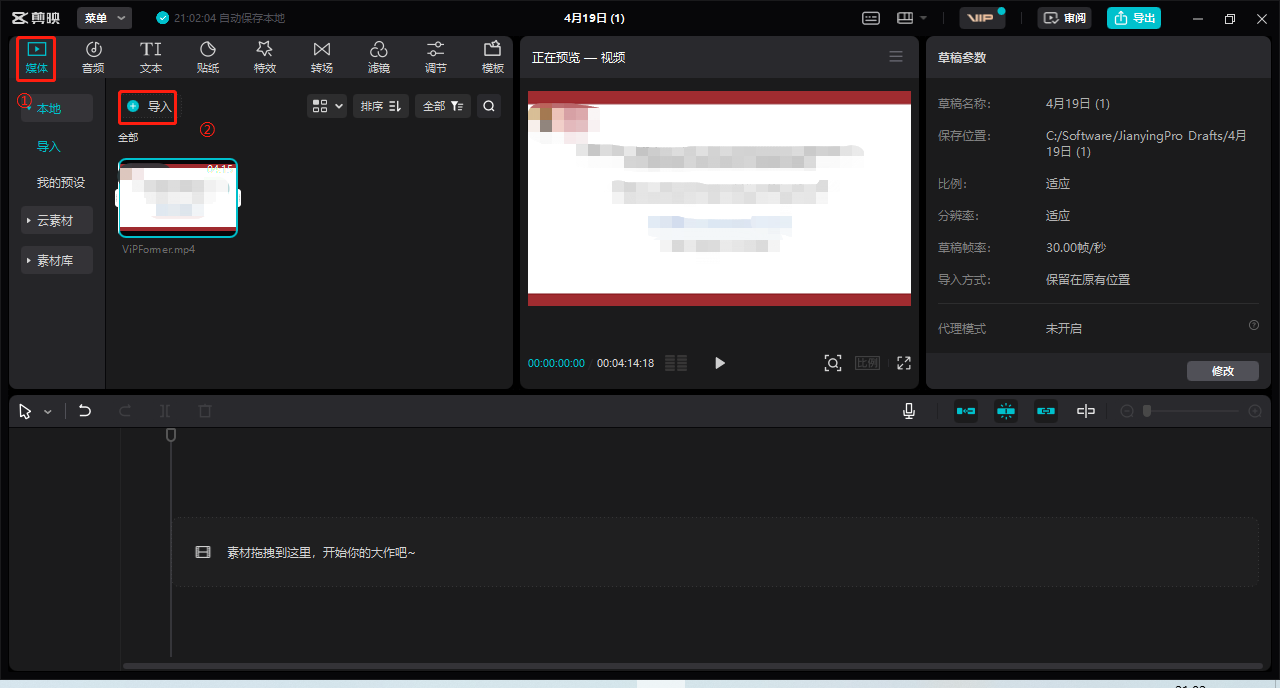 剪映
菜单
21:02:04 自动保存本地
4月19日 (1)
VIP
审阅
导出
媒体
音频
文本
贴纸
特效
转场
滤镜
调节
模板
①
本地
导入
我的预设
云素材
素材库
导入
②
排序
全部
全部
04:15
ViPFormer.mp4
正在预览 — 视频
00:00:00:00 / 00:04:14:18
比例
草稿参数
草稿名称: 4月19日 (1)
保存位置: C:/Software/JianyingPro Drafts/4月
19日 (1)
比例: 适应
分辨率: 适应
草稿帧率: 30.00帧/秒
导入方式: 保留在原有位置
代理模式 未开启
修改
素材拖拽到这里, 开始你的大作吧~